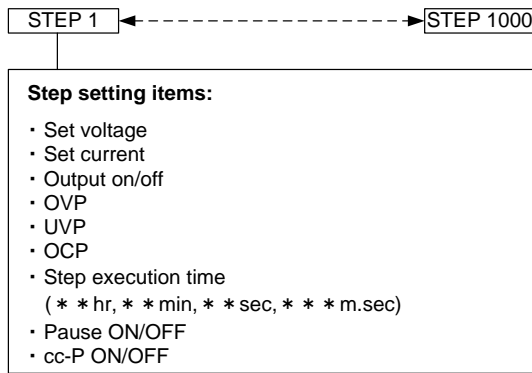 STEP 1 STEP 1000
Step setting items:
・Set voltage
・Set current
・Output on/off
・OVP
・UVP
・OCP
・Step execution time
(＊＊hr,＊＊min,＊＊sec,＊＊＊m.sec)
・Pause ON/OFF
・cc-P ON/OFF